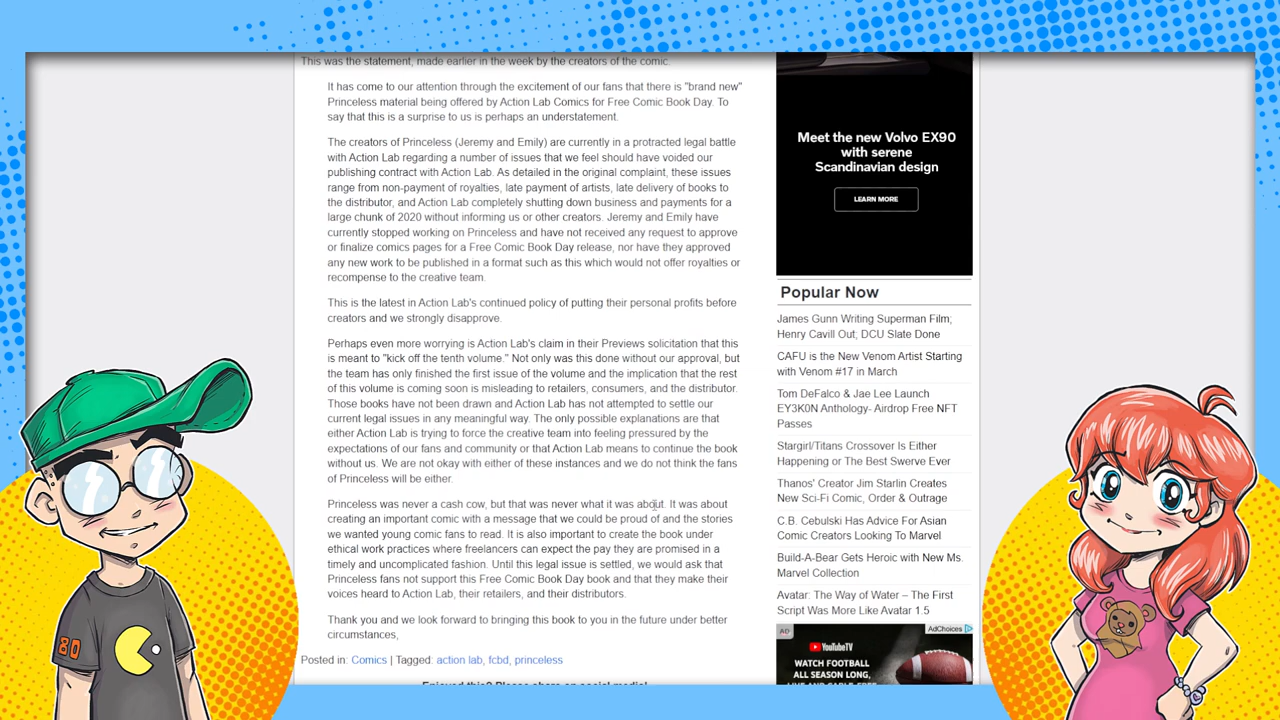 This was the statement, made earlier in the week by the creators of the comic.
It has come to our attention through the excitement of our fans that there is "brand new"
Princeless material being offered by Action Lab Comics for Free Comic Book Day. To
say that this is a surprise to us is perhaps an understatement.
The creators of Princeless (Jeremy and Emily) are currently in a protracted legal battle
with Action Lab regarding a number of issues that we feel should have voided our
publishing contract with Action Lab. As detailed in the original complaint, these issues
range from non-payment of royalties, late payment of artists, late delivery of books to
the distributor, and Action Lab completely shutting down business and payments for a
large chunk of 2020 without informing us or other creators. Jeremy and Emily have
currently stopped working on Princeless and have not received any request to approve
or finalize comics pages for a Free Comic Book Day release, nor have they approved
any new work to be published in a format such as this which would not offer royalties or
recompense to the creative team.
This is the latest in Action Lab's continued policy of putting their personal profits before
creators and we strongly disapprove.
Perhaps even more worrying is Action Lab's claim in their Previews solicitation that this
is meant to "kick off the tenth volume." Not only was this done without our approval, but
the team has only finished the first issue of the volume and the implication that the rest
of this volume is coming soon is misleading to retailers, consumers, and the distributor.
Those books have not been drawn and Action Lab has not attempted to settle our
current legal issues in any meaningful way. The only possible explanations are that
either Action Lab is trying to force the creative team into feeling pressured by the
expectations of our fans and community or that Action Lab means to continue the book
without us. We are not okay with either of these instances and we do not think the fans
of Princeless will be either.
Princeless was never a cash cow, but that was never what it was about. It was about
creating an important comic with a message that we could be proud of and the stories
we wanted young comic fans to read. It is also important to create the book under
ethical work practices where freelancers can expect the pay they are promised in a
timely and uncomplicated fashion. Until this legal issue is settled, we would ask that
Princeless fans not support this Free Comic Book Day book and that they make their
voices heard to Action Lab, their retailers, and their distributors.
Thank you and we look forward to bringing this book to you in the future under better
circumstances,
Posted in: Comics | Tagged: action lab, fcbd, princeless
Enjoyed this? Please share on social media!
Meet the new Volvo EX90
with serene
Scandinavian design
LEARN MORE
Popular Now
James Gunn Writing Superman Film;
Henry Cavill Out; DCU Slate Done
CAFU is the New Venom Artist Starting
with Venom #17 in March
Tom DeFalco & Jae Lee Launch
EY3K0N Anthology- Airdrop Free NFT
Passes
Stargirl/Titans Crossover Is Either
Happening or The Best Swerve Ever
Thanos' Creator Jim Starlin Creates
New Sci-Fi Comic, Order & Outrage
C.B. Cebulski Has Advice For Asian
Comic Creators Looking To Marvel
Build-A-Bear Gets Heroic with New Ms.
Marvel Collection
Avatar: The Way of Water – The First
Script Was More Like Avatar 1.5
AD
AdChoices
YouTubeTV
WATCH FOOTBALL
ALL SEASON LONG,
LIVE AND CABLE-FREE
80